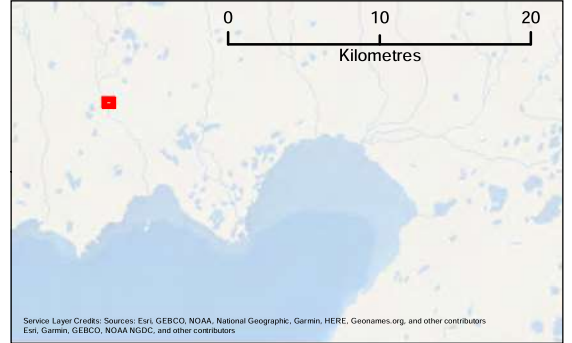 0 10 20
Kilometres
Service Layer Credits: Sources: Esri, GEBCO, NOAA, National Geographic, Garmin, HERE, Geonames.org, and other contributors
Esri, Garmin, GEBCO, NOAA NGDC, and other contributors